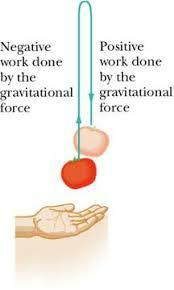 Negative
work done
by the
gravitational
force
Positive
work done
by the
gravitational
force